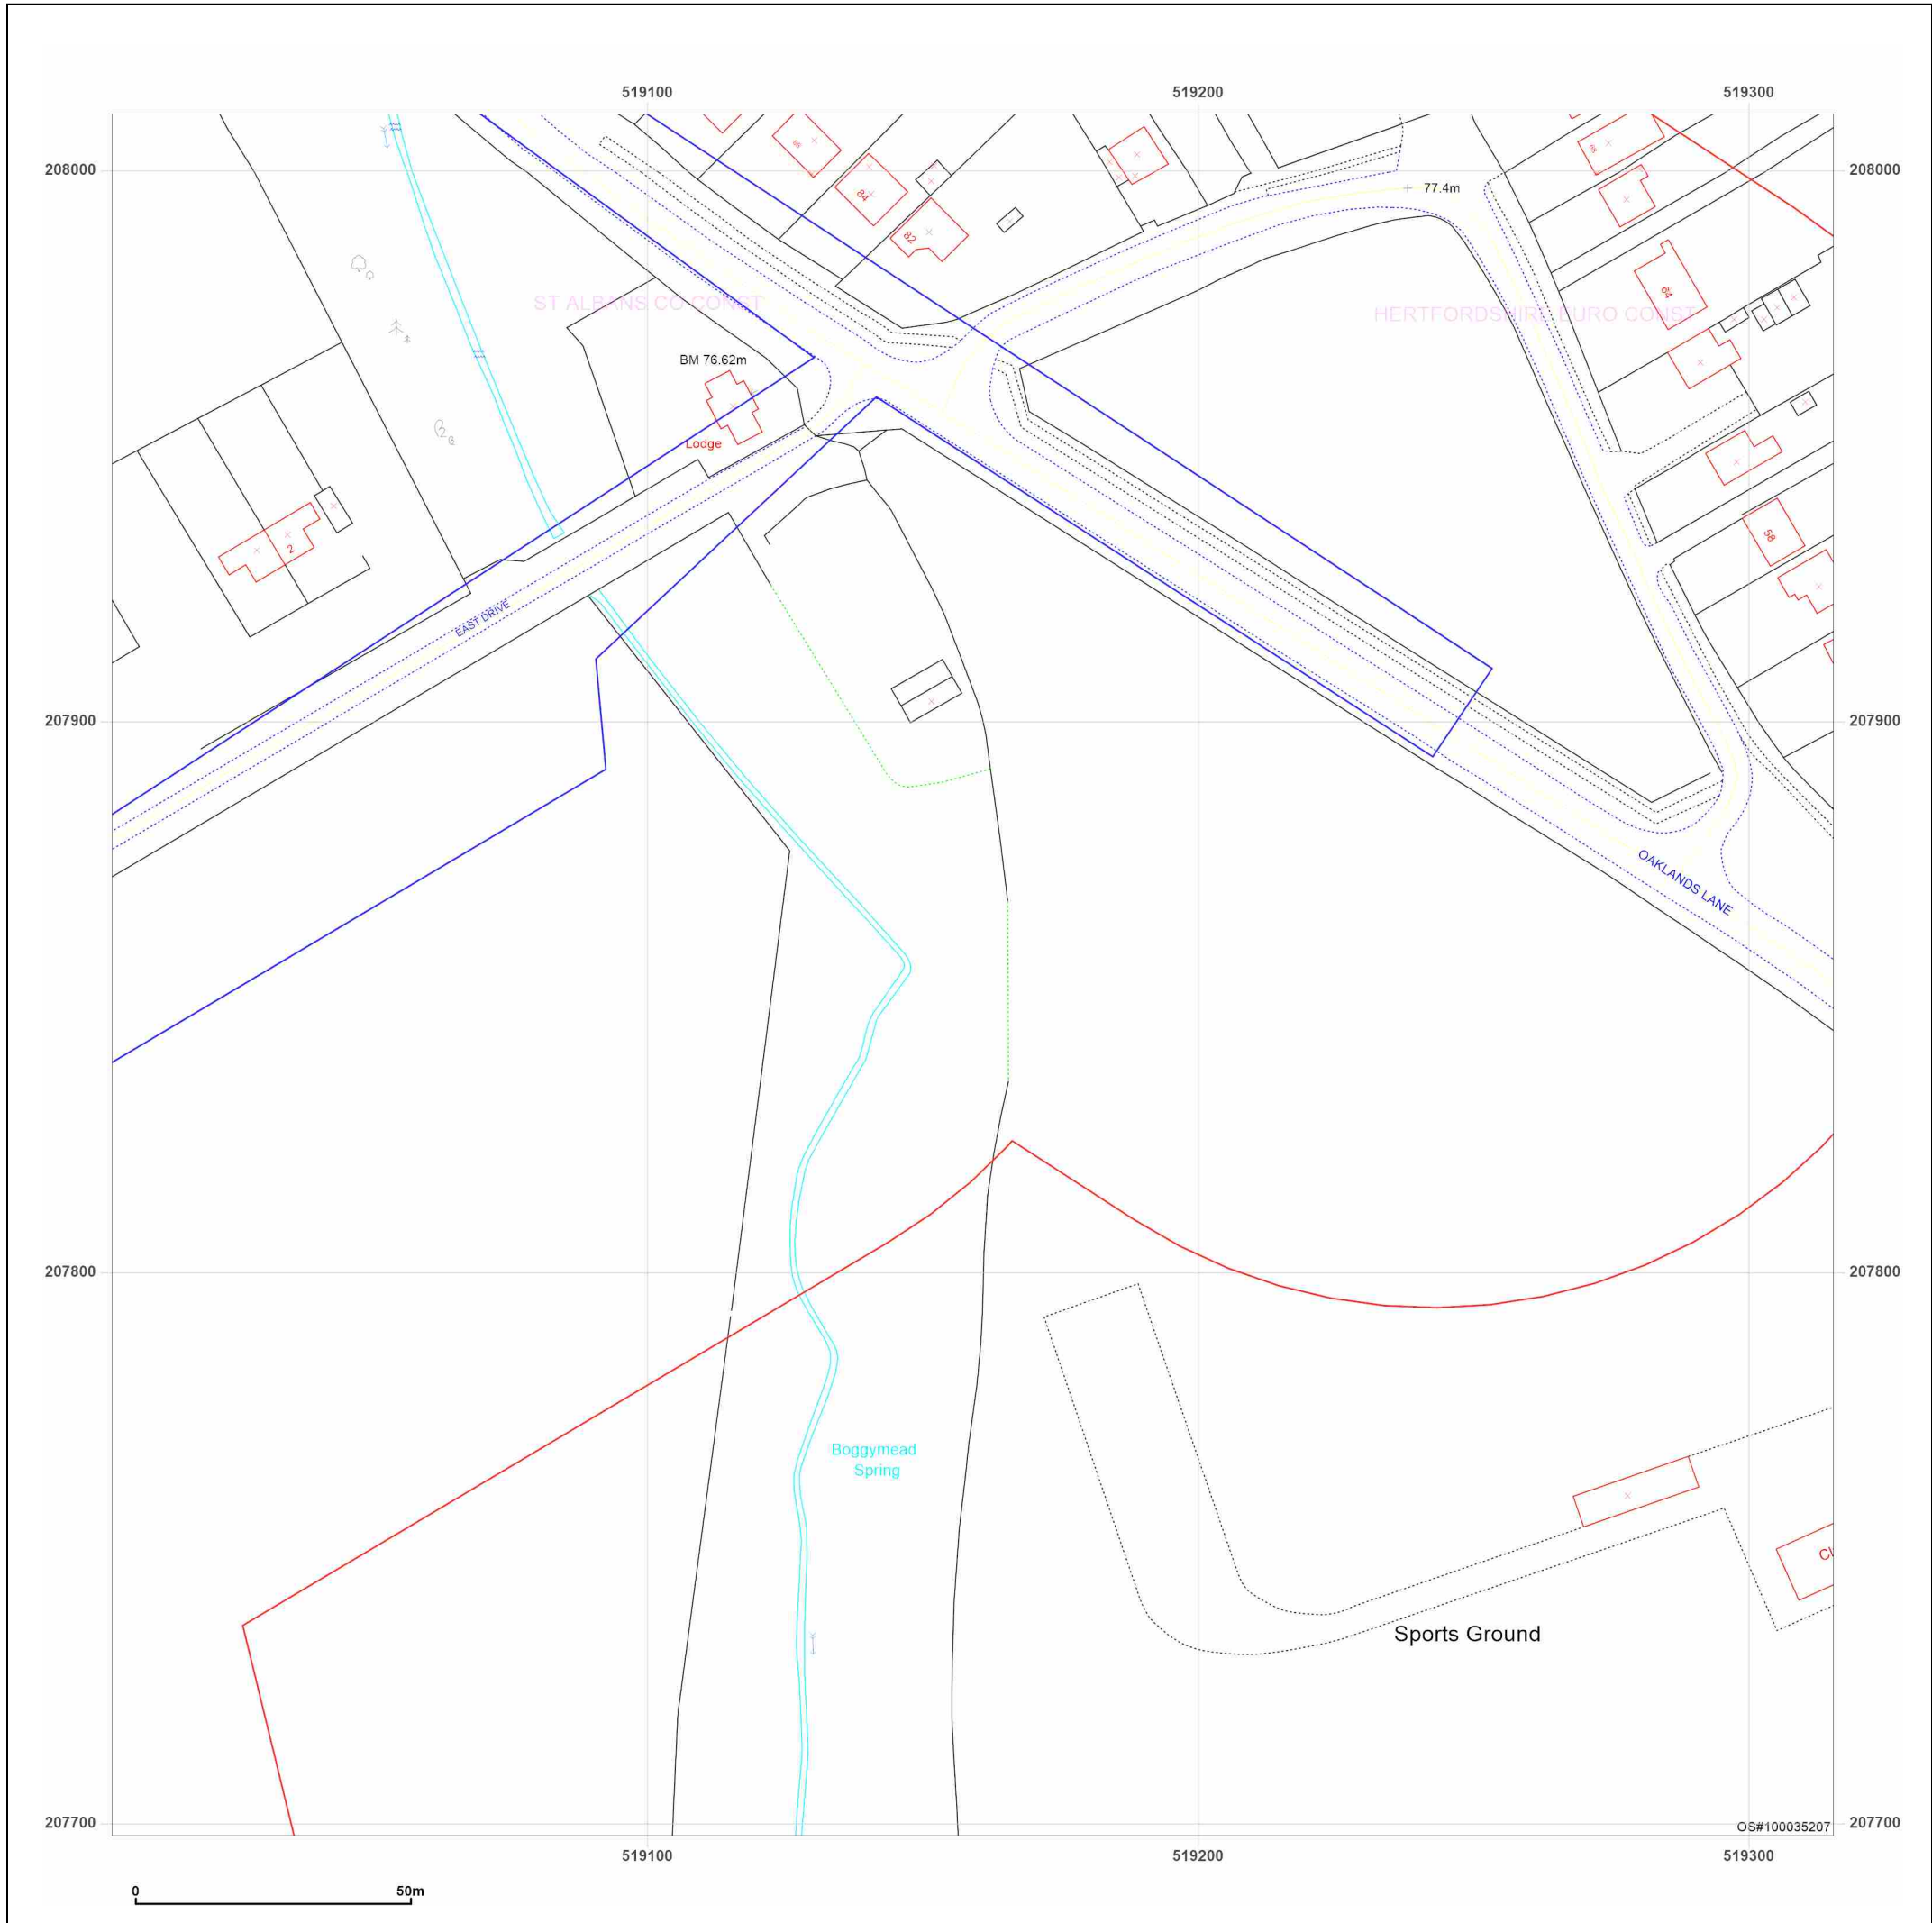 519100
519200
519300
208000
208000
77.4m
84
82
ST ALBANS CO CONST
HERTFORDSHIRE EURO CONST
64
BM 76.62m
Lodge
2
58
EAST DRIVE
207900
207900
OAKLANDS LANE
207800
207800
Boggymead
Spring
Sports Ground
207700
OS#100035207
207700
519100
519200
519300
0
50m